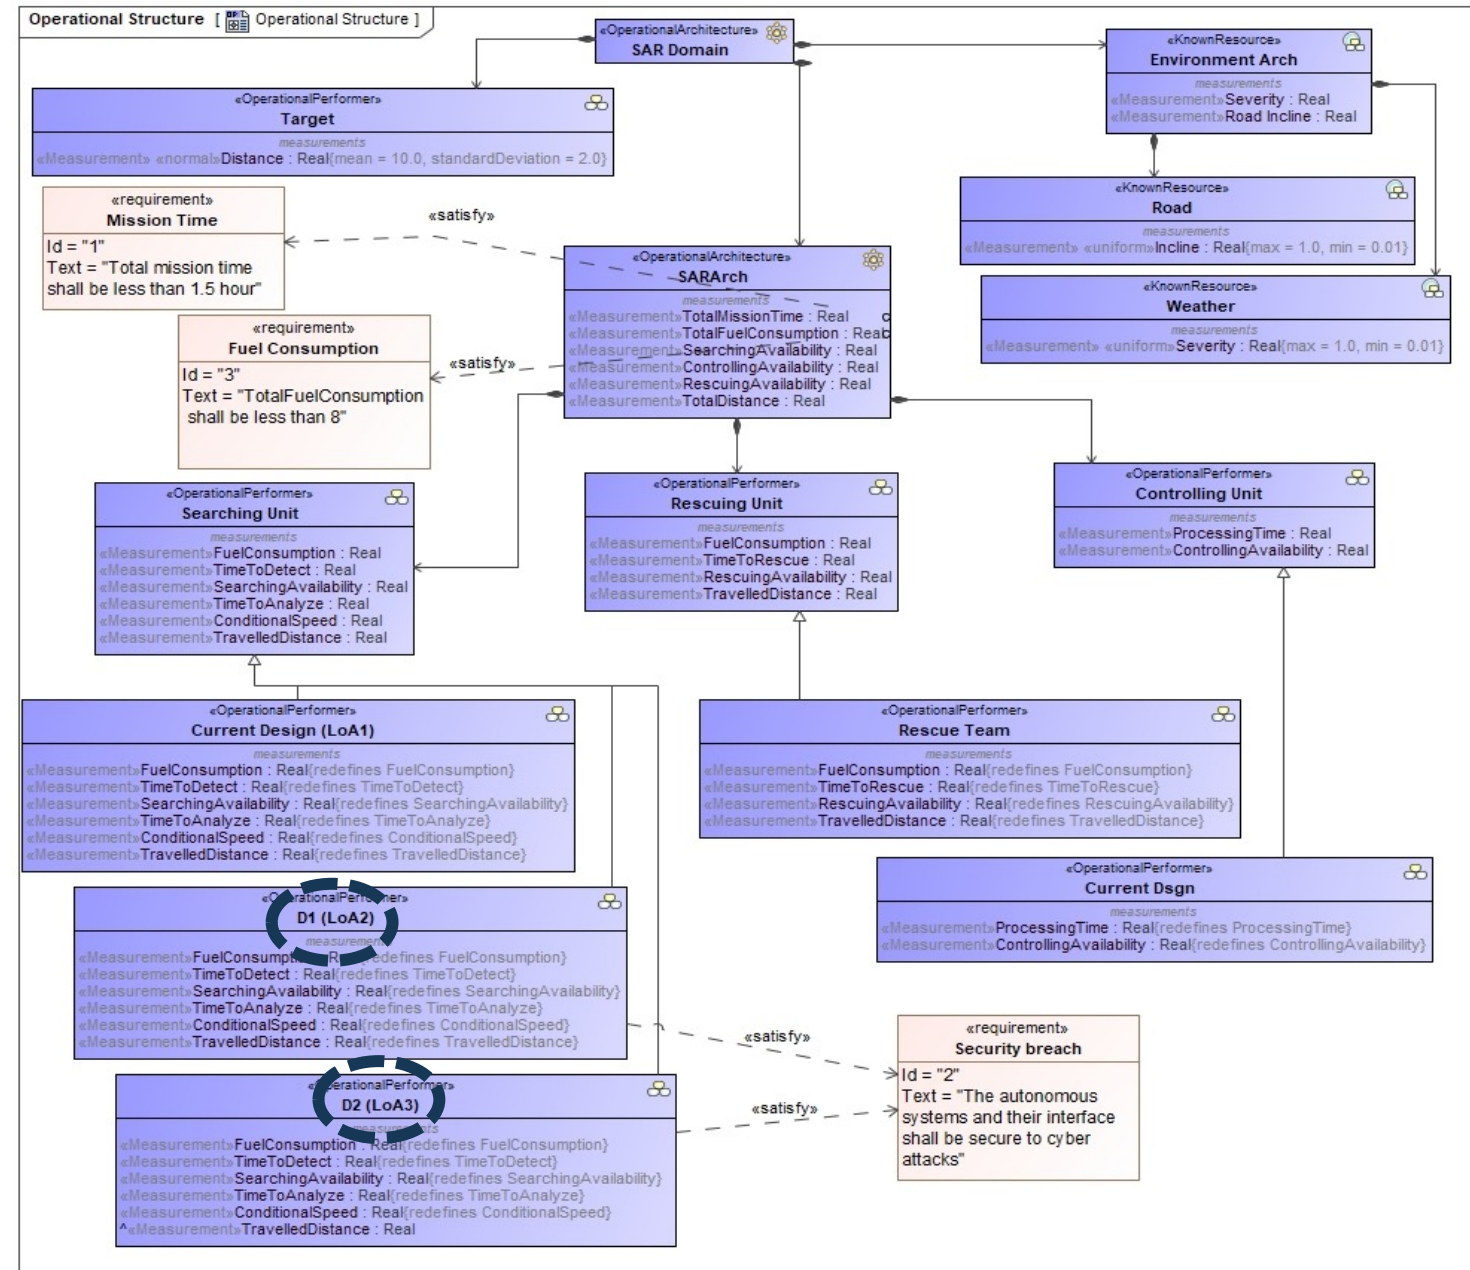 Operational Structure [ Operational Structure ]
«OperationalArchitecture»
SAR Domain
«KnownResource»
Environment Arch
measurements
«Measurement»Severity : Real
«Measurement»Road Incline : Real
«OperationalPerformer»
Target
measurements
«Measurement» «normal»Distance : Real{mean = 10.0, standardDeviation = 2.0}
«KnownResource»
Road
measurements
«Measurement» «uniform»Incline : Real{max = 1.0, min = 0.01}
«requirement»
Mission Time
Id = "1"
Text = "Total mission time
shall be less than 1.5 hour"
«satisfy»
«OperationalArchitecture»
SARArch
measurements
«Measurement»TotalMissionTime : Real
«Measurement»TotalFuelConsumption : Real
«Measurement»SearchingAvailability : Real
«Measurement»ControllingAvailability : Real
«Measurement»RescuingAvailability : Real
«Measurement»TotalDistance : Real
«KnownResource»
Weather
measurements
«Measurement» «uniform»Severity : Real{max = 1.0, min = 0.01}
«requirement»
Fuel Consumption
Id = "3"
Text = "TotalFuelConsumption
shall be less than 8"
«satisfy»
«OperationalPerformer»
Searching Unit
measurements
«Measurement»FuelConsumption : Real
«Measurement»TimeToDetect : Real
«Measurement»SearchingAvailability : Real
«Measurement»TimeToAnalyze : Real
«Measurement»ConditionalSpeed : Real
«Measurement»TravelledDistance : Real
«OperationalPerformer»
Rescuing Unit
measurements
«Measurement»FuelConsumption : Real
«Measurement»TimeToRescue : Real
«Measurement»RescuingAvailability : Real
«Measurement»TravelledDistance : Real
«OperationalPerformer»
Controlling Unit
measurements
«Measurement»ProcessingTime : Real
«Measurement»ControllingAvailability : Real
«OperationalPerformer»
Current Design (LoA1)
measurements
«Measurement»FuelConsumption : Real{redefines FuelConsumption}
«Measurement»TimeToDetect : Real{redefines TimeToDetect}
«Measurement»SearchingAvailability : Real{redefines SearchingAvailability}
«Measurement»TimeToAnalyze : Real{redefines TimeToAnalyze}
«Measurement»ConditionalSpeed : Real{redefines ConditionalSpeed}
«Measurement»TravelledDistance : Real{redefines TravelledDistance}
«OperationalPerformer»
Rescue Team
measurements
«Measurement»FuelConsumption : Real{redefines FuelConsumption}
«Measurement»TimeToRescue : Real{redefines TimeToRescue}
«Measurement»RescuingAvailability : Real{redefines RescuingAvailability}
«Measurement»TravelledDistance : Real{redefines TravelledDistance}
«OperationalPerformer»
Current Dsgn
measurements
«Measurement»ProcessingTime : Real{redefines ProcessingTime}
«Measurement»ControllingAvailability : Real{redefines ControllingAvailability}
«OperationalPerformer»
D1 (LoA2)
measurements
«Measurement»FuelConsumption : Real{redefines FuelConsumption}
«Measurement»TimeToDetect : Real{redefines TimeToDetect}
«Measurement»SearchingAvailability : Real{redefines SearchingAvailability}
«Measurement»TimeToAnalyze : Real{redefines TimeToAnalyze}
«Measurement»ConditionalSpeed : Real{redefines ConditionalSpeed}
«Measurement»TravelledDistance : Real{redefines TravelledDistance}
«satisfy»
«requirement»
Security breach
Id = "2"
Text = "The autonomous
systems and their interface
shall be secure to cyber
attacks"
«OperationalPerformer»
D2 (LoA3)
measurements
«Measurement»FuelConsumption : Real{redefines FuelConsumption}
«Measurement»TimeToDetect : Real{redefines TimeToDetect}
«Measurement»SearchingAvailability : Real{redefines SearchingAvailability}
«Measurement»TimeToAnalyze : Real{redefines TimeToAnalyze}
«Measurement»ConditionalSpeed : Real{redefines ConditionalSpeed}
^«Measurement»TravelledDistance : Real
«satisfy»